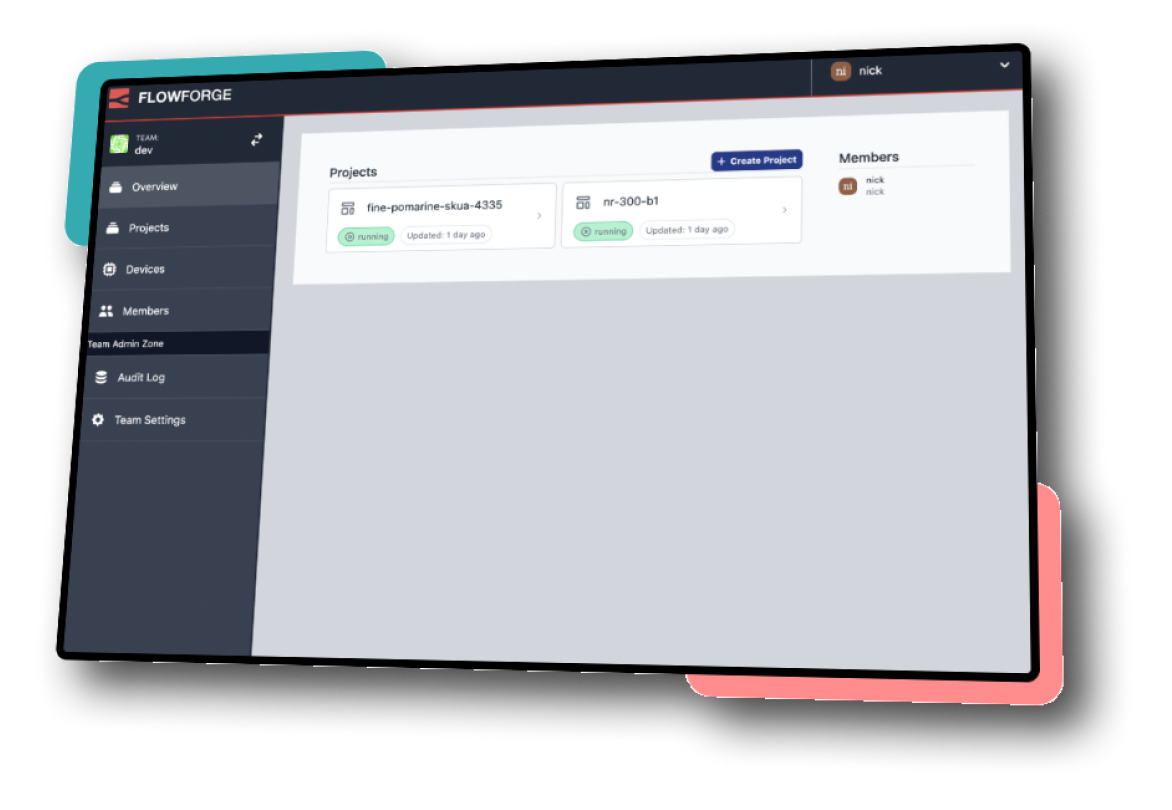 FLOWFORGE
ni nick
TEAM:
dev
Overview
Projects
Devices
Members
Team Admin Zone
Audit Log
Team Settings
Projects
+ Create Project
fine-pomarine-skua-4335
running Updated: 1 day ago
nr-300-b1
running Updated: 1 day ago
Members
ni nick
nick